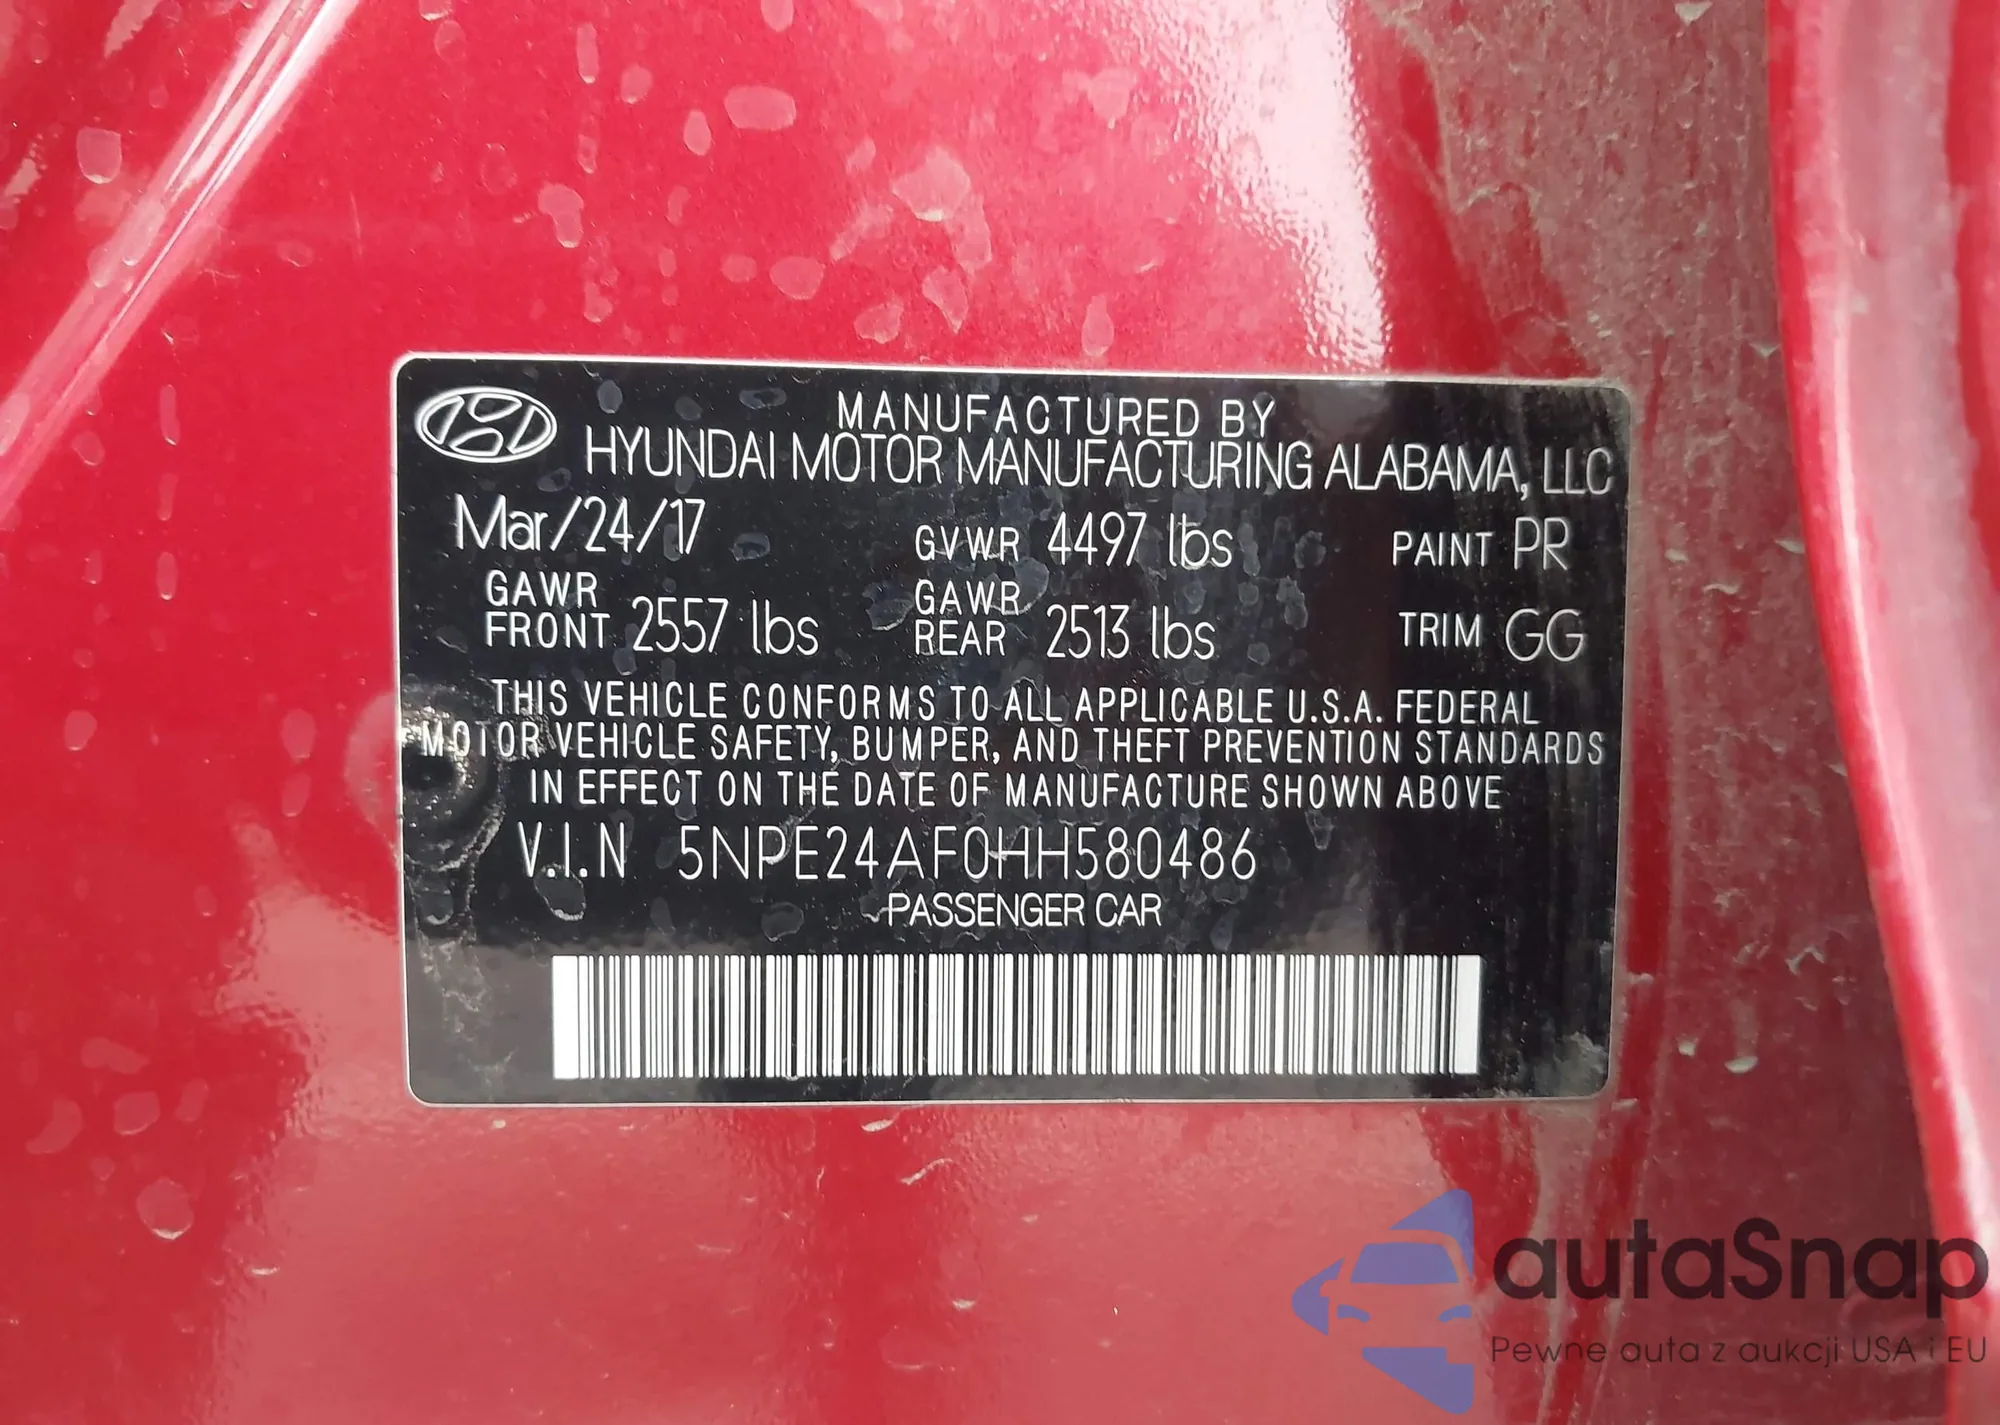 MANUFACTURED BY
HYUNDAI MOTOR MANUFACTURING ALABAMA, LLC
Mar/24/17 GVWR 4497 lbs PAINT PR
GAWR FRONT 2557 lbs GAWR REAR 2513 lbs TRIM GG
THIS VEHICLE CONFORMS TO ALL APPLICABLE U.S.A. FEDERAL
MOTOR VEHICLE SAFETY, BUMPER, AND THEFT PREVENTION STANDARDS
IN EFFECT ON THE DATE OF MANUFACTURE SHOWN ABOVE
V.I.N 5NPE24AF0HH580486
PASSENGER CAR
autaSnap
Pewne auta z aukcji USA i EU